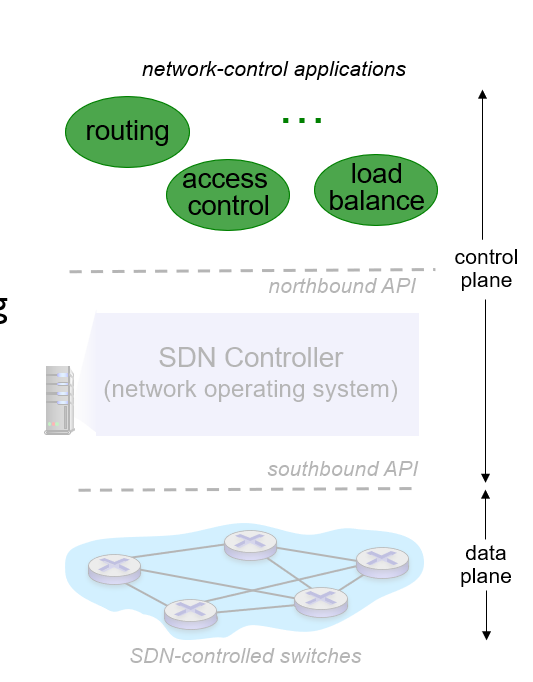 network-control applications
routing
...
access
control
load
balance
control
plane
northbound API
g
SDN Controller
(network operating system)
southbound API
data
plane
SDN-controlled switches